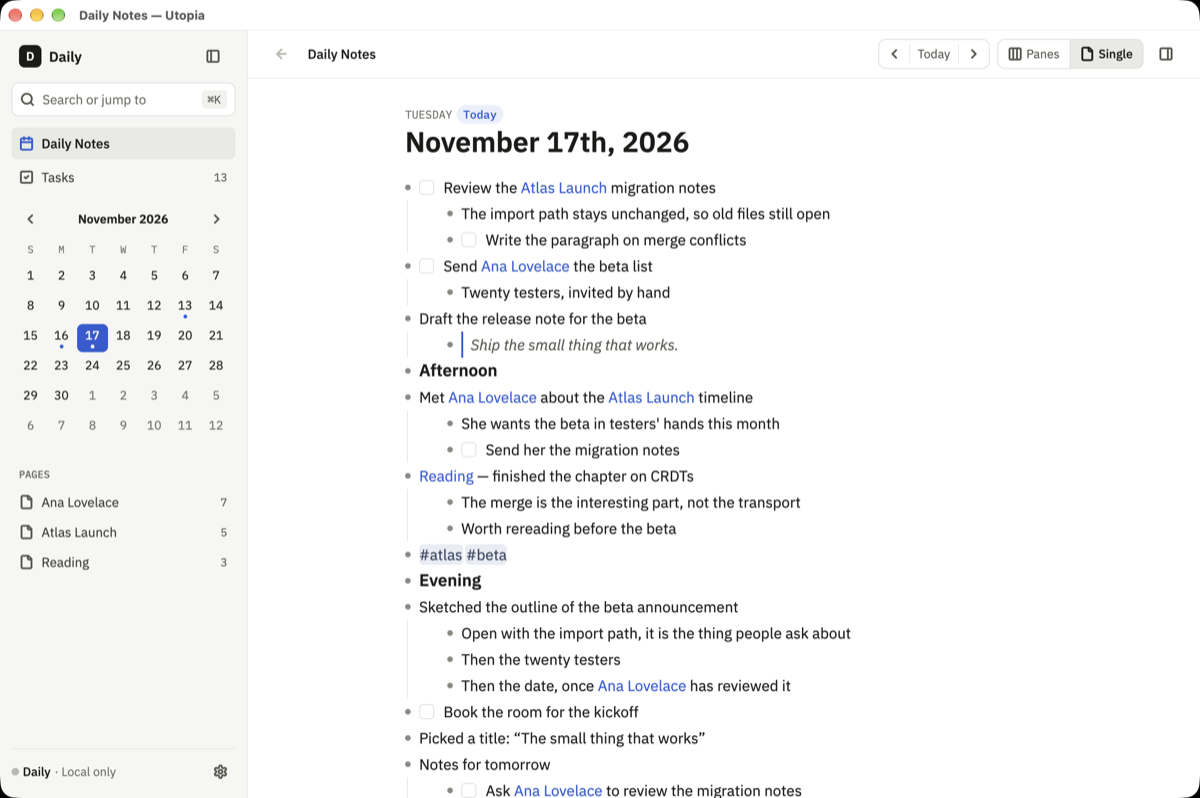 Daily Notes — Utopia
D Daily
Search or jump to ⌘K
Daily Notes
Tasks 13
November 2026
S M T W T F S
1 2 3 4 5 6 7
8 9 10 11 12 13 14
15 16 17 18 19 20 21
22 23 24 25 26 27 28
29 30 1 2 3 4 5
6 7 8 9 10 11 12
PAGES
Ana Lovelace 7
Atlas Launch 5
Reading 3
Daily · Local only
Daily Notes
Today
Panes
Single
TUESDAY Today
November 17th, 2026
Review the Atlas Launch migration notes
The import path stays unchanged, so old files still open
Write the paragraph on merge conflicts
Send Ana Lovelace the beta list
Twenty testers, invited by hand
Draft the release note for the beta
Ship the small thing that works.
Afternoon
Met Ana Lovelace about the Atlas Launch timeline
She wants the beta in testers' hands this month
Send her the migration notes
Reading — finished the chapter on CRDTs
The merge is the interesting part, not the transport
Worth rereading before the beta
#atlas #beta
Evening
Sketched the outline of the beta announcement
Open with the import path, it is the thing people ask about
Then the twenty testers
Then the date, once Ana Lovelace has reviewed it
Book the room for the kickoff
Picked a title: “The small thing that works”
Notes for tomorrow
Ask Ana Lovelace to review the migration notes